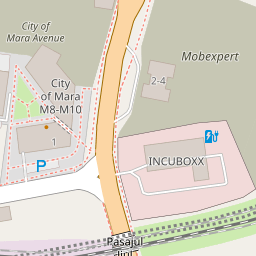 City of
Mara Avenue
Mobexpert
City
of Mara
M8-M10
2-4
1
P
INCUBOXX
Pasajul